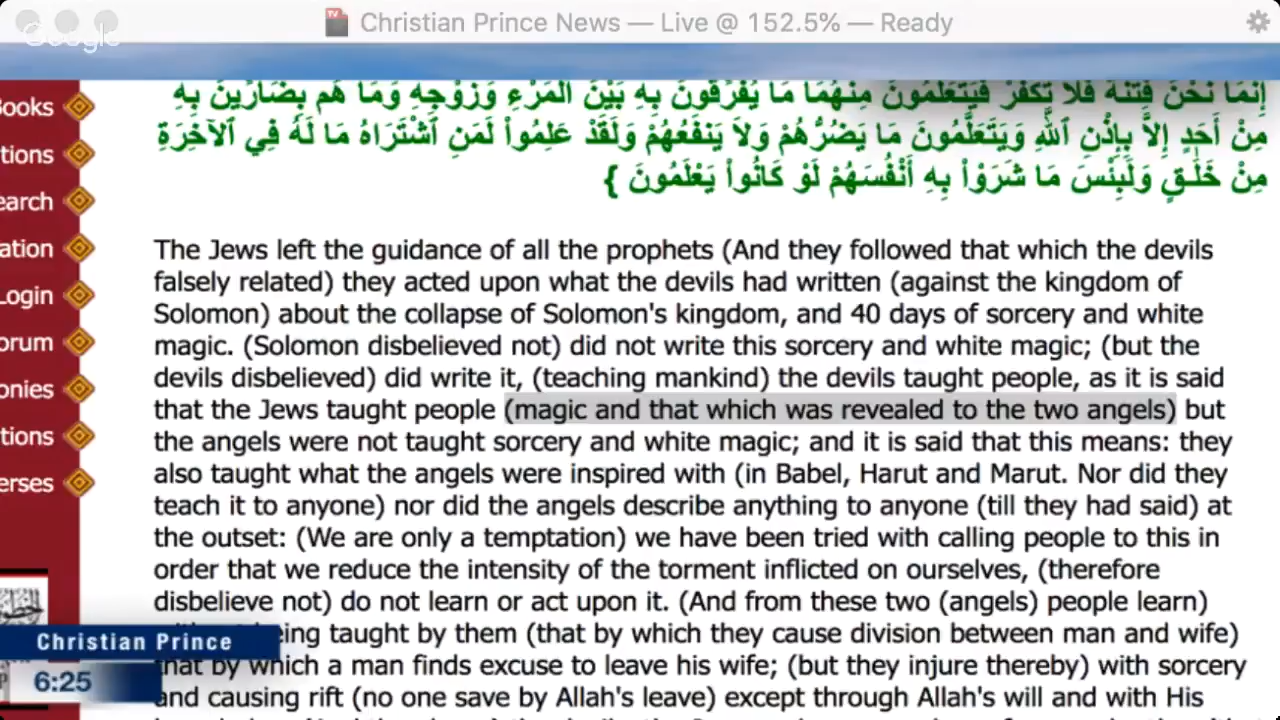 Christian Prince News — Live @ 152.5% — Ready
Google
إِنَّمَا نَحْنُ فِتْنَةٌ فَلاَ تَكْفُرْ فَيَتَعَلَّمُونَ مِنْهُمَا مَا يُفَرِّقُونَ بِهِ بَيْنَ ٱلْمَرْءِ وَزَوْجِهِ وَمَا هُم بِضَآرِّينَ بِهِ
مِنْ أَحَدٍ إِلاَّ بِإِذْنِ ٱللَّهِ وَيَتَعَلَّمُونَ مَا يَضُرُّهُمْ وَلاَ يَنفَعُهُمْ وَلَقَدْ عَلِمُواْ لَمَنِ ٱشْتَرَاهُ مَا لَهُ فِي ٱلآخِرَةِ
مِنْ خَلاَقٍ وَلَبِئْسَ مَا شَرَوْاْ بِهِ أَنْفُسَهُمْ لَوْ كَانُواْ يَعْلَمُونَ }
Books
tions
earch
ation
Login
orum
onies
tions
erses
The Jews left the guidance of all the prophets (And they followed that which the devils
falsely related) they acted upon what the devils had written (against the kingdom of
Solomon) about the collapse of Solomon's kingdom, and 40 days of sorcery and white
magic. (Solomon disbelieved not) did not write this sorcery and white magic; (but the
devils disbelieved) did write it, (teaching mankind) the devils taught people, as it is said
that the Jews taught people (magic and that which was revealed to the two angels) but
the angels were not taught sorcery and white magic; and it is said that this means: they
also taught what the angels were inspired with (in Babel, Harut and Marut. Nor did they
teach it to anyone) nor did the angels describe anything to anyone (till they had said) at
the outset: (We are only a temptation) we have been tried with calling people to this in
order that we reduce the intensity of the torment inflicted on ourselves, (therefore
disbelieve not) do not learn or act upon it. (And from these two (angels) people learn)
being taught by them (that by which they cause division between man and wife)
that by which a man finds excuse to leave his wife; (but they injure thereby) with sorcery
and causing rift (no one save by Allah's leave) except through Allah's will and with His
Christian Prince
6:25